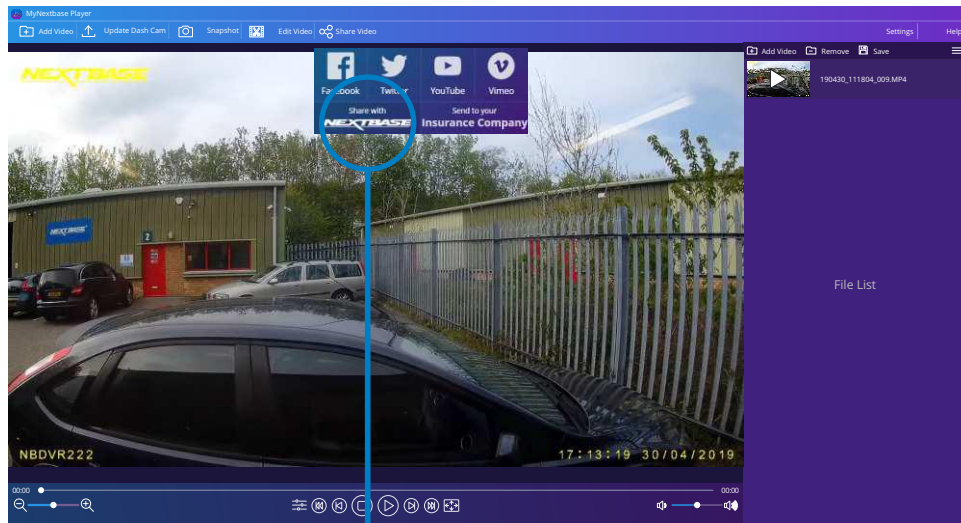 MyNextbase Player
Add Video Update Dash Cam Snapshot Edit Video Share Video Settings Help
Add Video Remove Save
NEXTBASE
Facebook Twitter YouTube Vimeo
Share with
NEXTBASE
Send to your
Insurance Company
190430_111804_009.MP4
NEXTBASE
2
File List
NBDVR222
17:13:19 30/04/2019
00:00
00:00